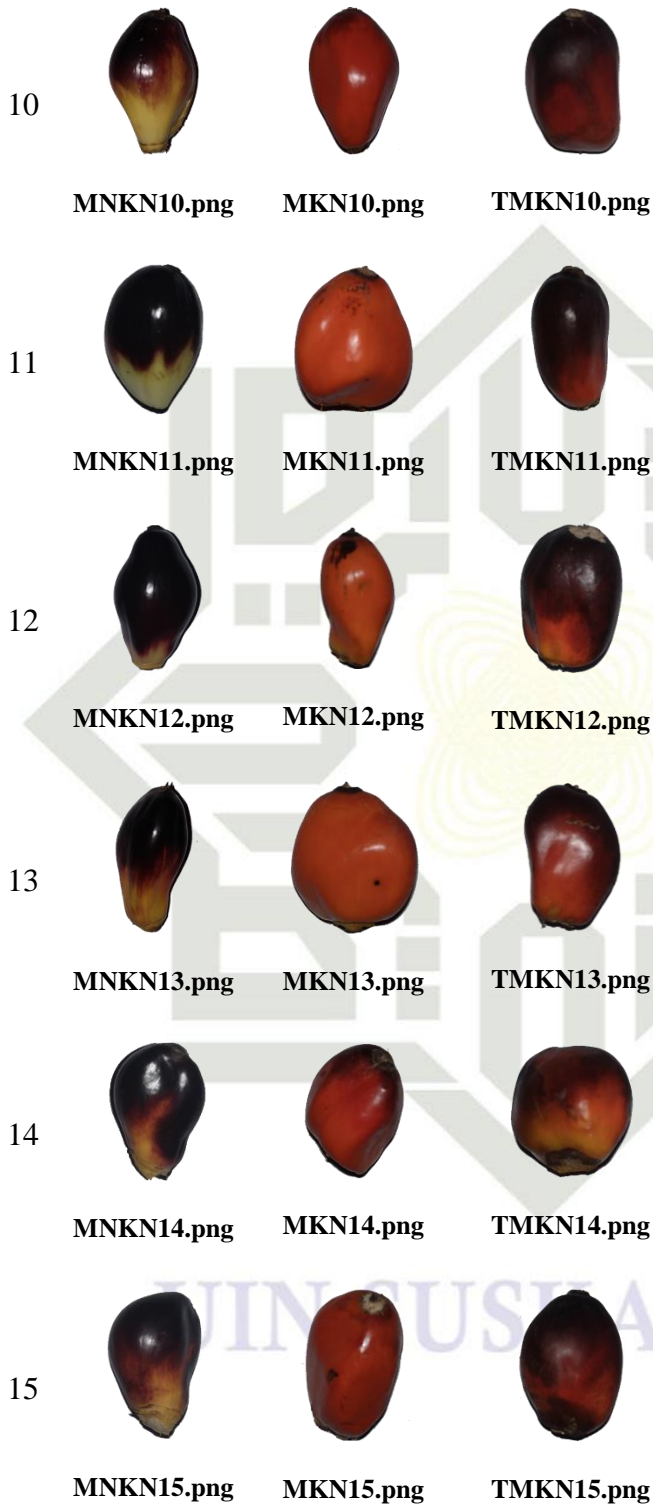 10
MNKN10.png MKN10.png TMKN10.png
11
MNKN11.png MKN11.png TMKN11.png
12
MNKN12.png MKN12.png TMKN12.png
13
MNKN13.png MKN13.png TMKN13.png
14
MNKN14.png MKN14.png TMKN14.png
UIN SUSKA
15
MNKN15.png MKN15.png TMKN15.png